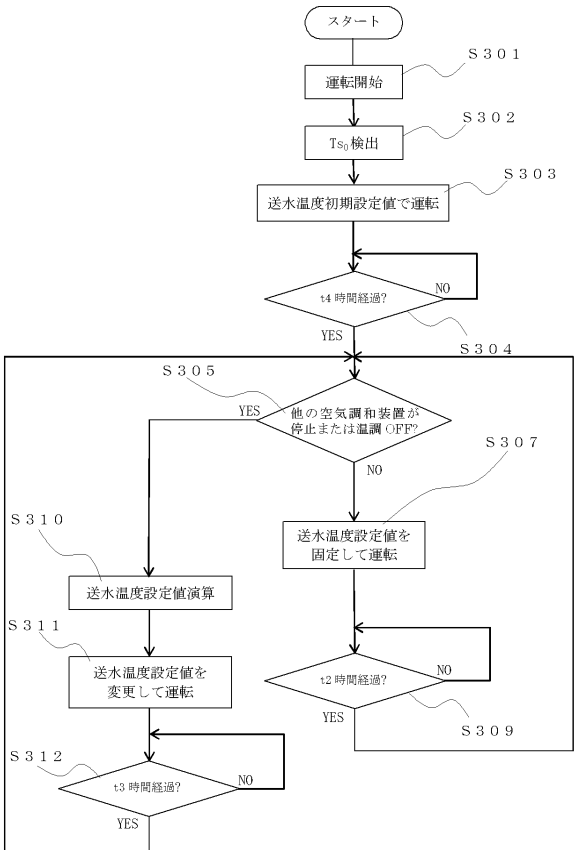 スタート
S301
運転開始
S302
Ts₀検出
S303
送水温度初期設定値で運転
t4時間経過?
NO
YES
S304
S305
他の空気調和装置が
停止または温調OFF?
YES
NO
S307
送水温度設定値を
固定して運転
S310
送水温度設定値演算
S311
送水温度設定値を
変更して運転
t2時間経過?
NO
YES
S309
S312
t3時間経過?
NO
YES